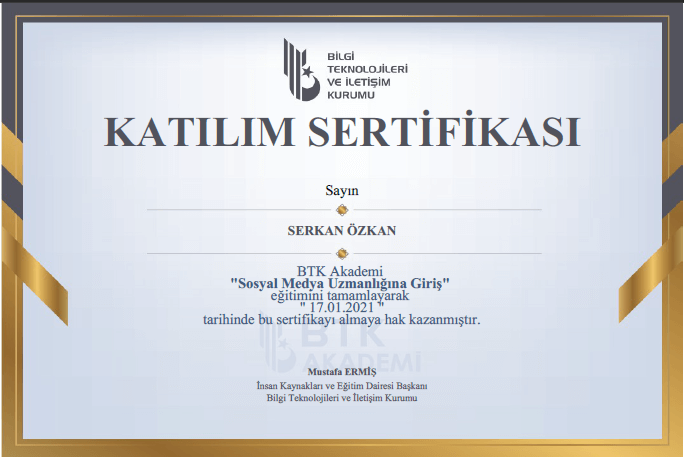 BİLGİ
TEKNOLOJİLERİ
VE İLETİŞİM
KURUMU
KATILIM SERTİFİKASI
Sayın
SERKAN ÖZKAN
BTK Akademi
"Sosyal Medya Uzmanlığına Giriş"
eğitimini tamamlayarak
" 17.01.2021 "
tarihinde bu sertifikayı almaya hak kazanmıştır.
BTK
AKADEMİ
Mustafa ERMİŞ
İnsan Kaynakları ve Eğitim Dairesi Başkanı
Bilgi Teknolojileri ve İletişim Kurumu